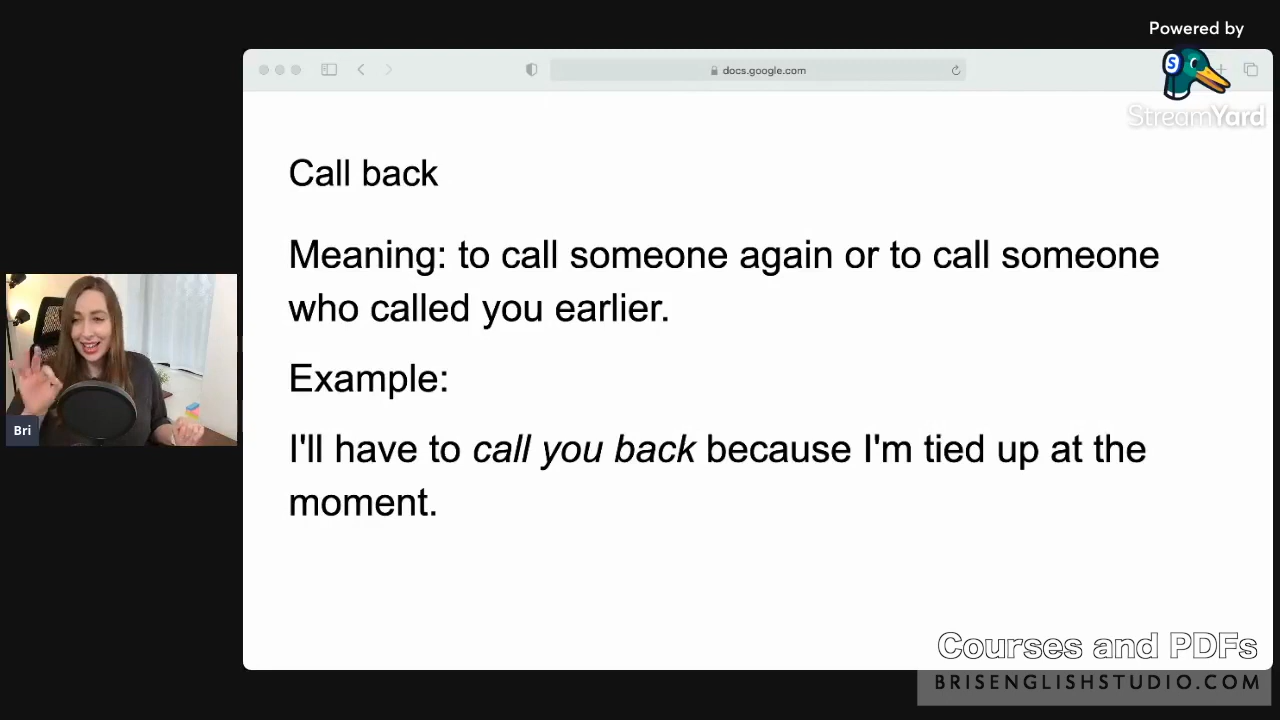 Powered by
docs.google.com
S
StreamYard
Call back
Meaning: to call someone again or to call someone
who called you earlier.
Example:
I'll have to call you back because I'm tied up at the
moment.
Bri
Courses and PDFs
BRISENGLISHSTUDIO.COM